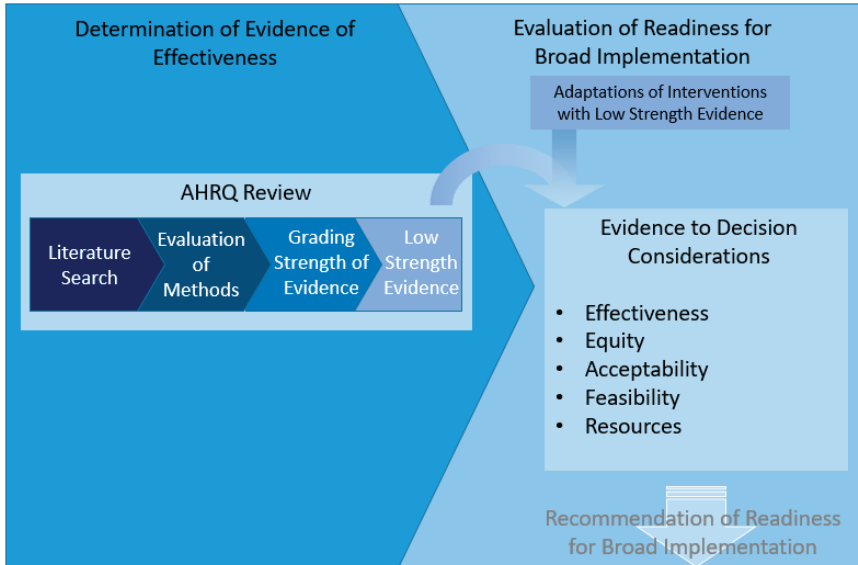 Determination of Evidence of
Effectiveness
Evaluation of Readiness for
Broad Implementation
Adaptations of Interventions
with Low Strength Evidence
AHRQ Review
Literature
Search
Evaluation
of
Methods
Grading
Strength of
Evidence
Low
Strength
Evidence
Evidence to Decision
Considerations
• Effectiveness
• Equity
• Acceptability
• Feasibility
• Resources
Recommendation of Readiness
for Broad Implementation